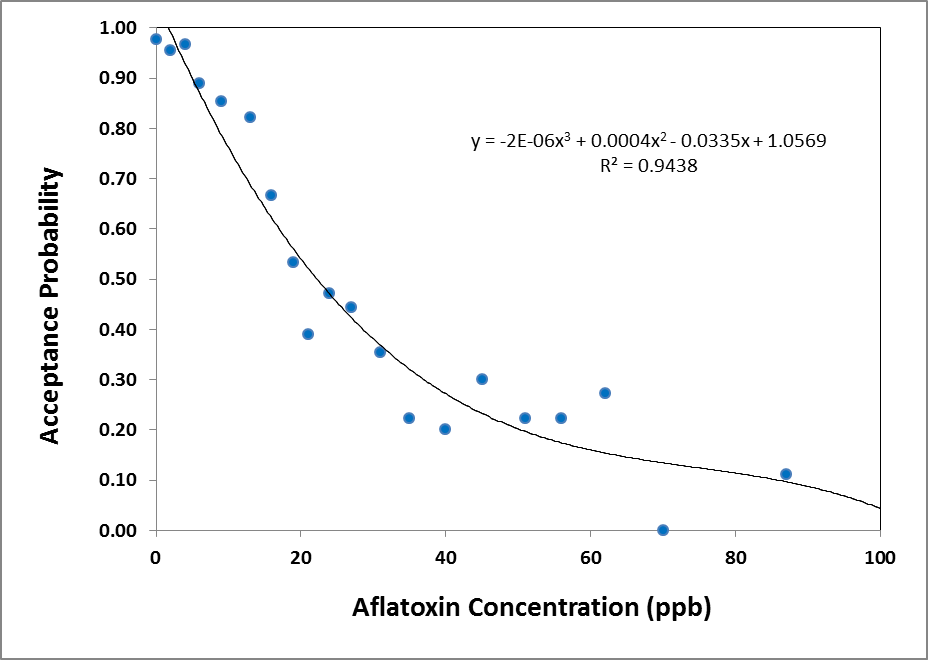 1.00
0.90
0.80
0.70
0.60
0.50
0.40
0.30
0.20
0.10
0.00
Acceptance Probability
y = -2E-06x³ + 0.0004x² - 0.0335x + 1.0569
R² = 0.9438
0 20 40 60 80 100
Aflatoxin Concentration (ppb)